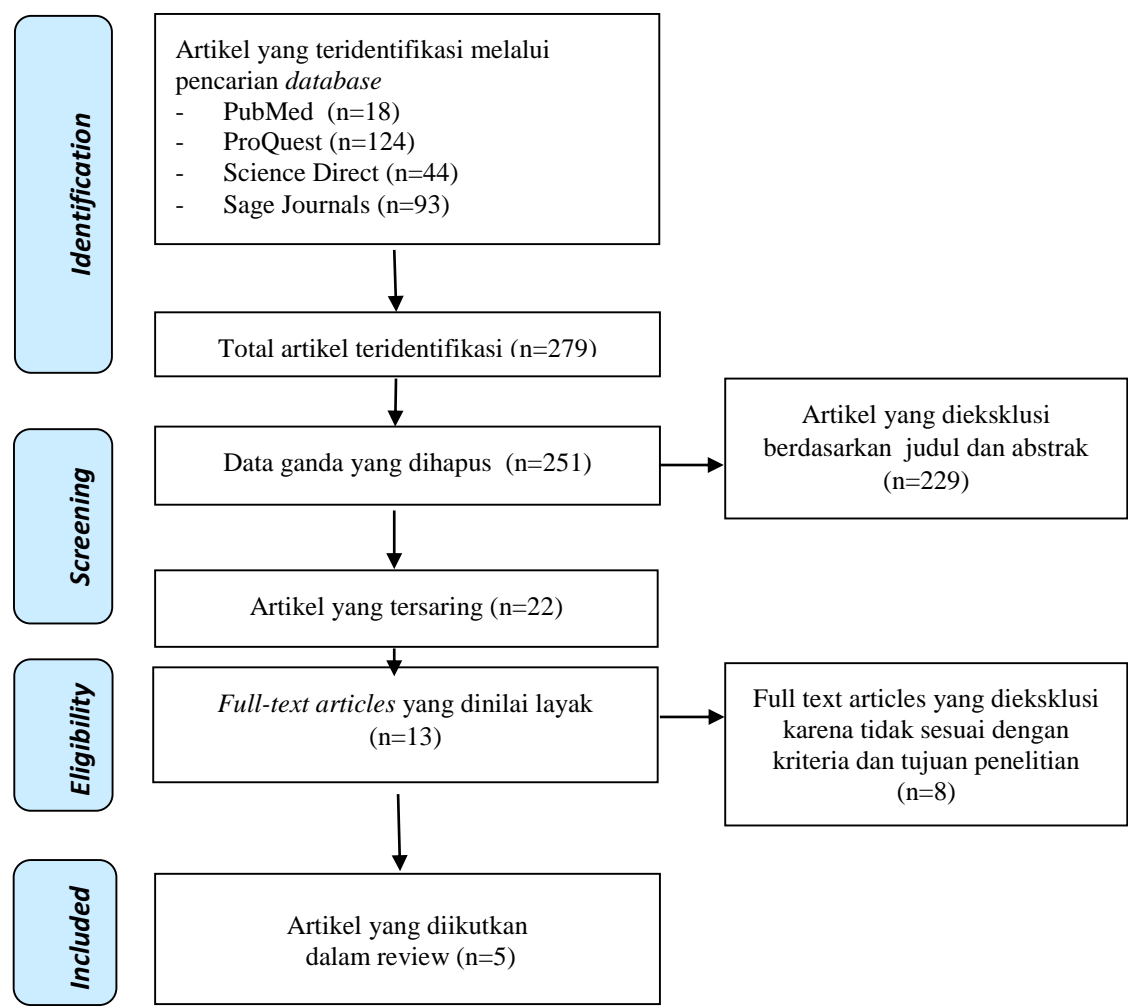 Identification
Artikel yang teridentifikasi melalui
pencarian database
- PubMed (n=18)
- ProQuest (n=124)
- Science Direct (n=44)
- Sage Journals (n=93)
Total artikel teridentifikasi (n=279)
Screening
Data ganda yang dihapus (n=251)
Artikel yang dieksklusi
berdasarkan judul dan abstrak
(n=229)
Artikel yang tersaring (n=22)
Eligibility
Full-text articles yang dinilai layak
(n=13)
Full text articles yang dieksklusi
karena tidak sesuai dengan
kriteria dan tujuan penelitian
(n=8)
Included
Artikel yang diikutkan
dalam review (n=5)